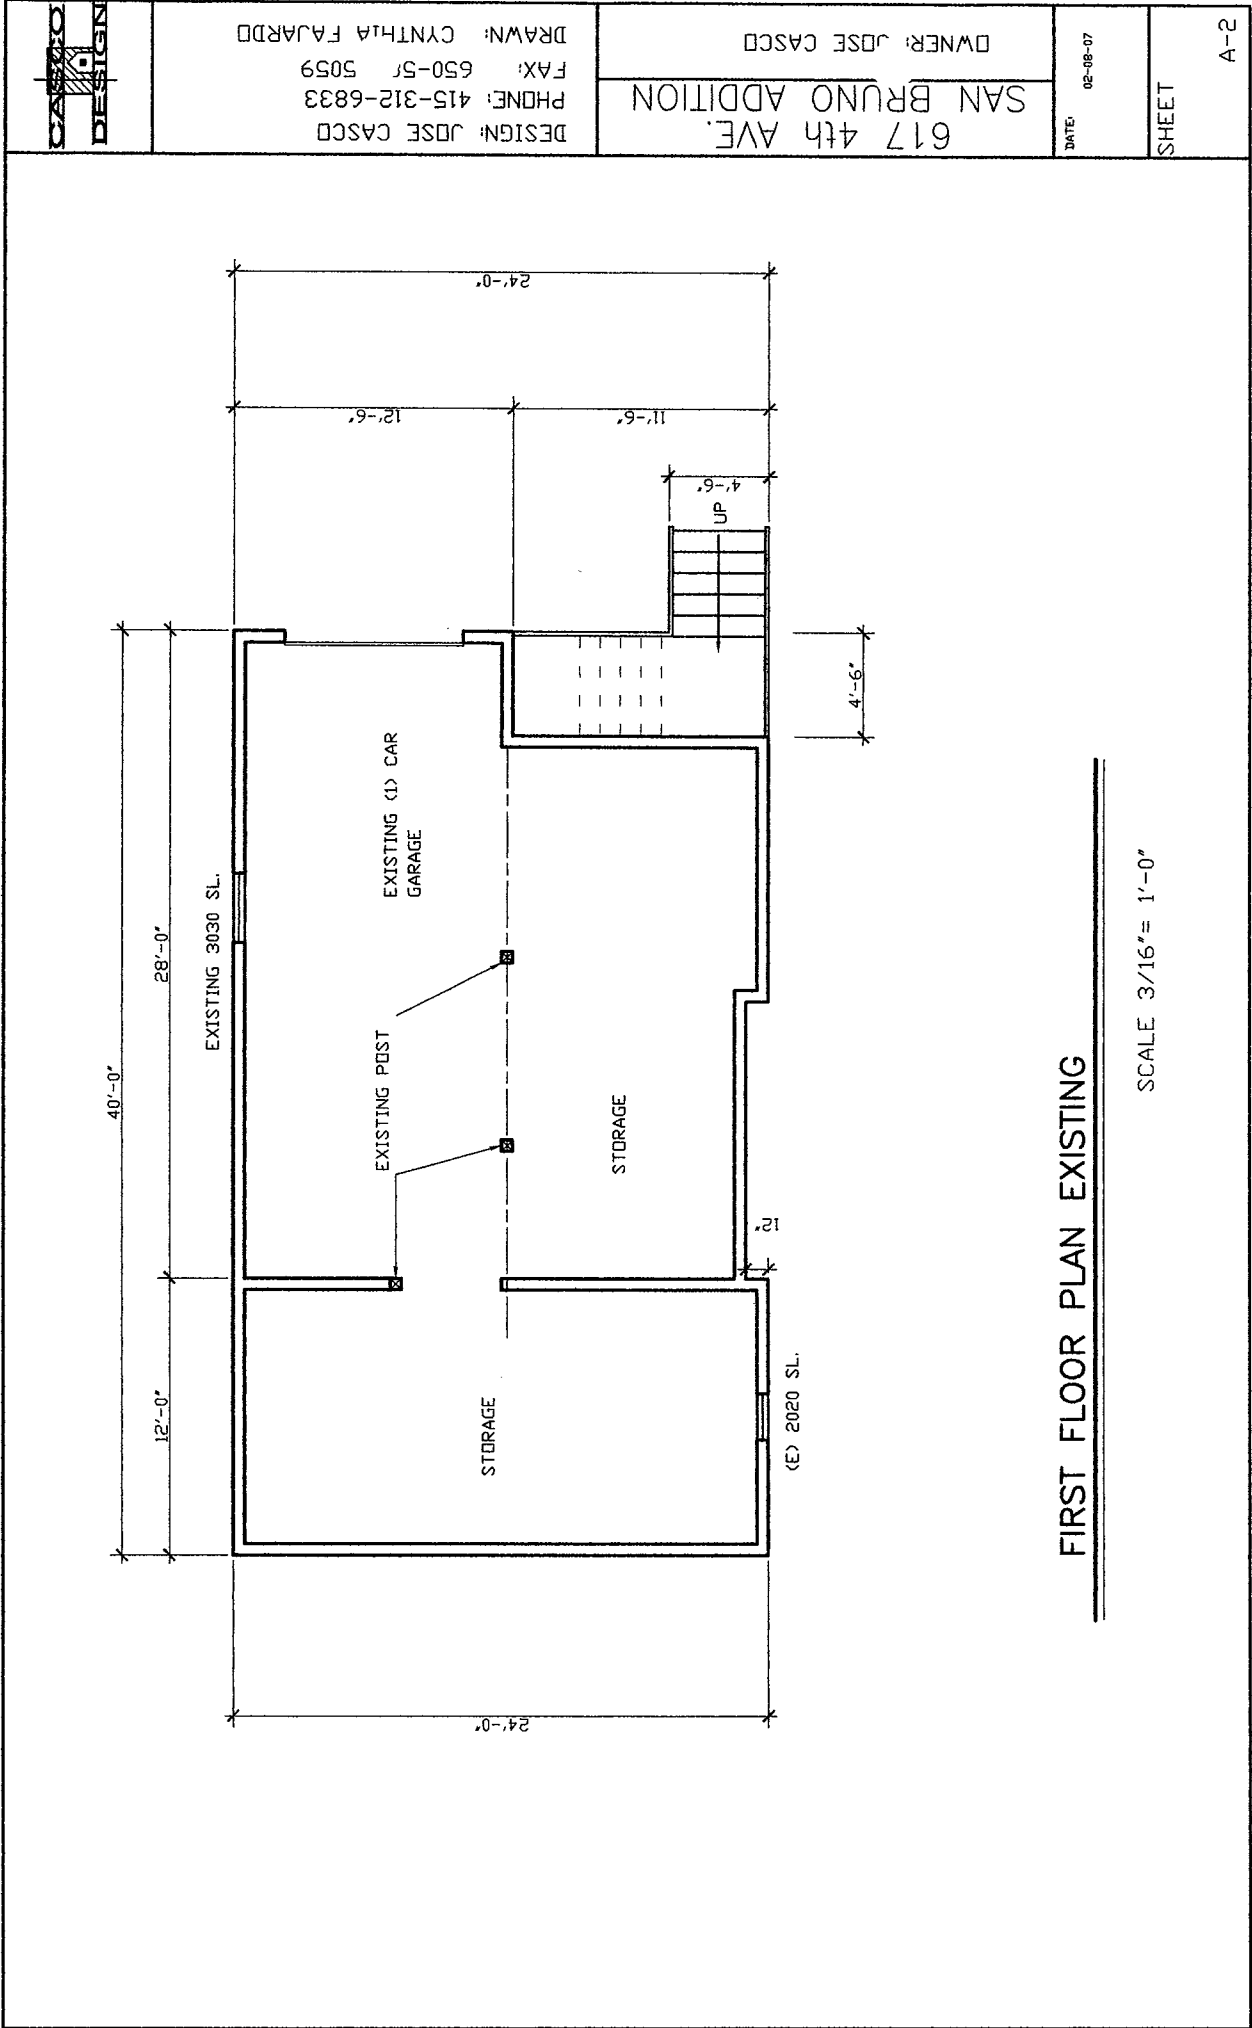 CASCO
DESIGN
DESIGN: JOSE CASCO
PHONE: 415-312-6833
FAX: 650-5 5059
DRAWN: CYNTHIA FAJARDO
617 4th AVE.
SAN BRUNO ADDITION
OWNER: JOSE CASCO
DATE:
02-08-07
SHEET
A-2
24'-0"
12'-6"
11'-6"
4'-6"
UP
4'-6"
40'-0"
28'-0"
12'-0"
EXISTING 3030 SL.
EXISTING (1) CAR
GARAGE
EXISTING POST
STORAGE
12"
STORAGE
(E) 2020 SL.
24'-0"
FIRST FLOOR PLAN EXISTING
SCALE 3/16"= 1'-0"